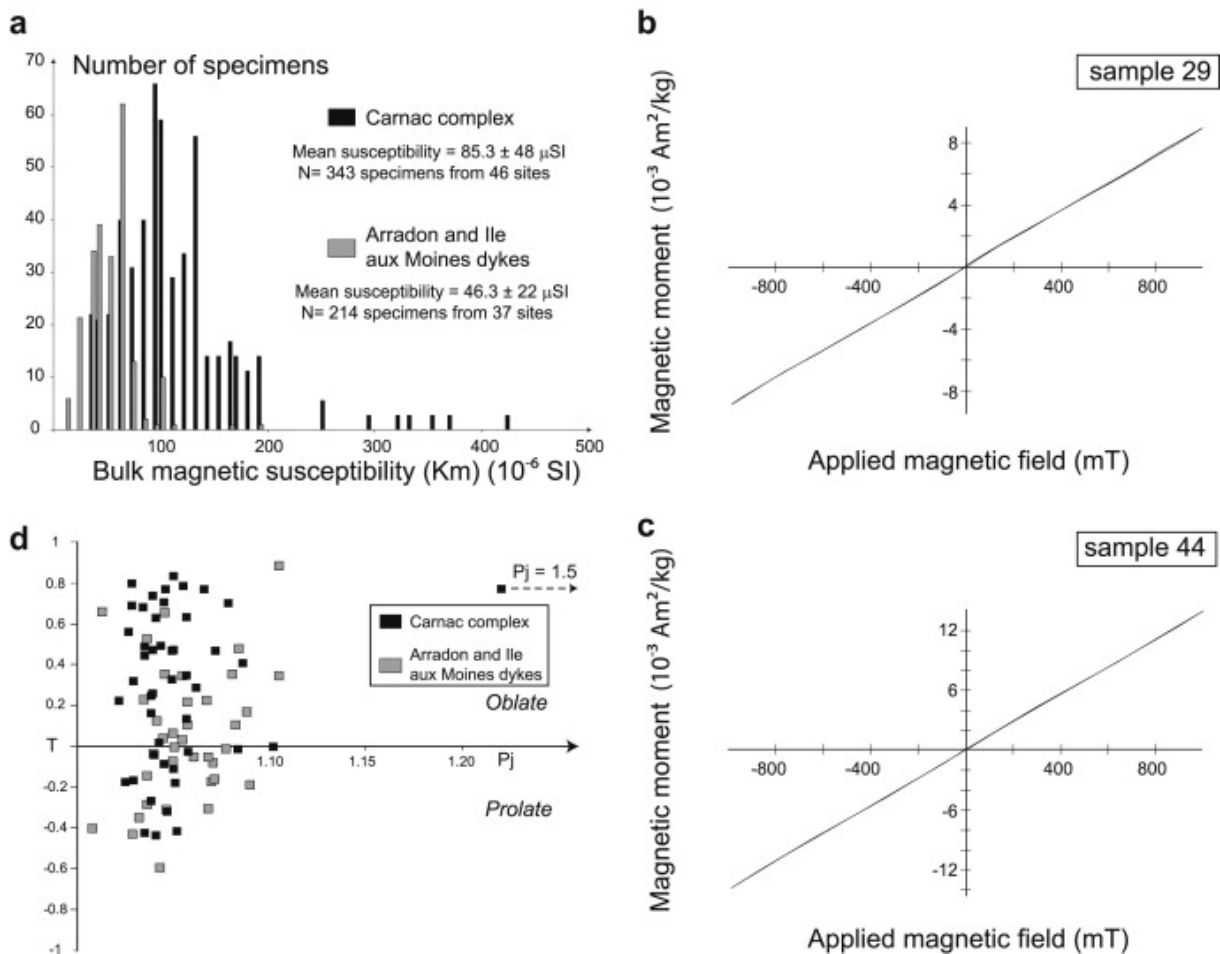 a
Number of specimens
70
60
50
40
30
20
10
0
100
200
300
400
500
Carnac complex
Mean susceptibility = 85.3 ± 48 µSI
N= 343 specimens from 46 sites
Arradon and Ile
aux Moines dykes
Mean susceptibility = 46.3 ± 22 µSI
N= 214 specimens from 37 sites
Bulk magnetic susceptibility (Km) (10⁻⁶ SI)
b
sample 29
Magnetic moment (10⁻³ Am²/kg)
8
4
-4
-8
-800
-400
400
800
Applied magnetic field (mT)
d
1
0.8
0.6
0.4
0.2
T
0
-0.2
-0.4
-0.6
-0.8
-1
Pj = 1.5
Carnac complex
Arradon and Ile
aux Moines dykes
Oblate
1.10
1.15
Pj
1.20
Prolate
c
sample 44
Magnetic moment (10⁻³ Am²/kg)
12
6
-6
-12
-800
-400
400
800
Applied magnetic field (mT)